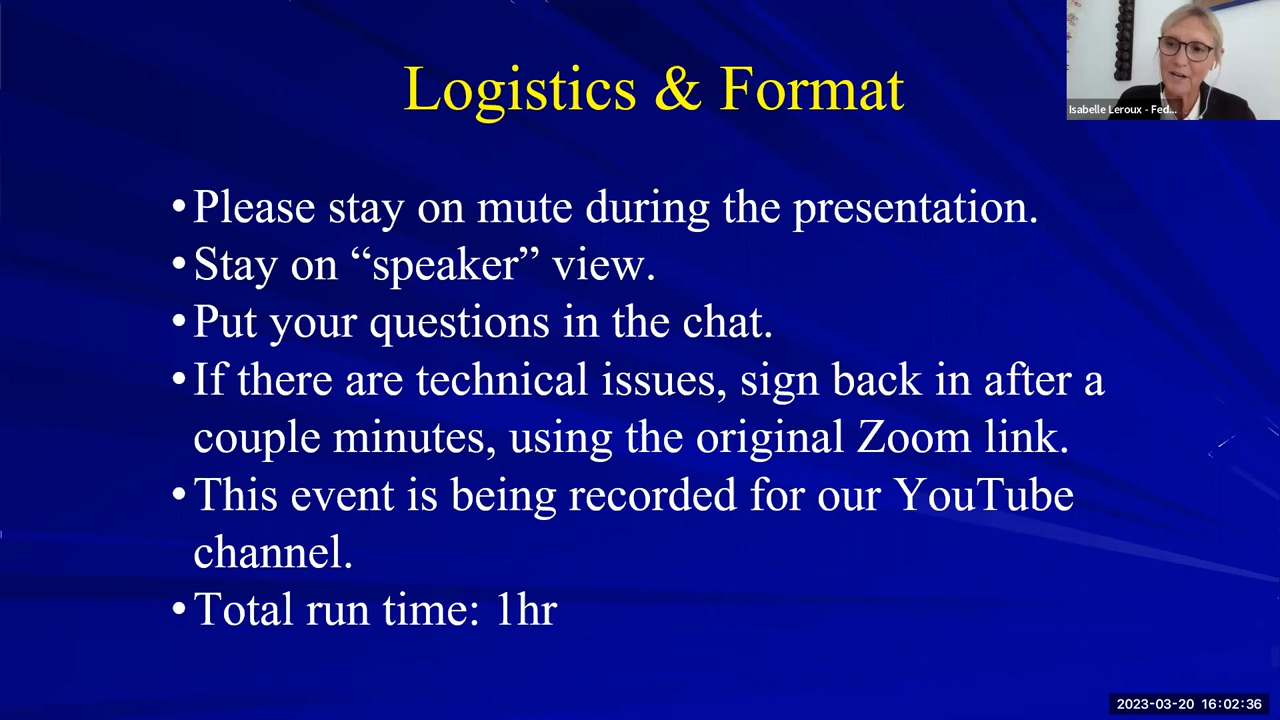 Logistics & Format
Isabelle Leroux - Fed...
•Please stay on mute during the presentation.
•Stay on “speaker” view.
•Put your questions in the chat.
•If there are technical issues, sign back in after a
couple minutes, using the original Zoom link.
•This event is being recorded for our YouTube
channel.
•Total run time: 1hr
2023-03-20 16:02:36